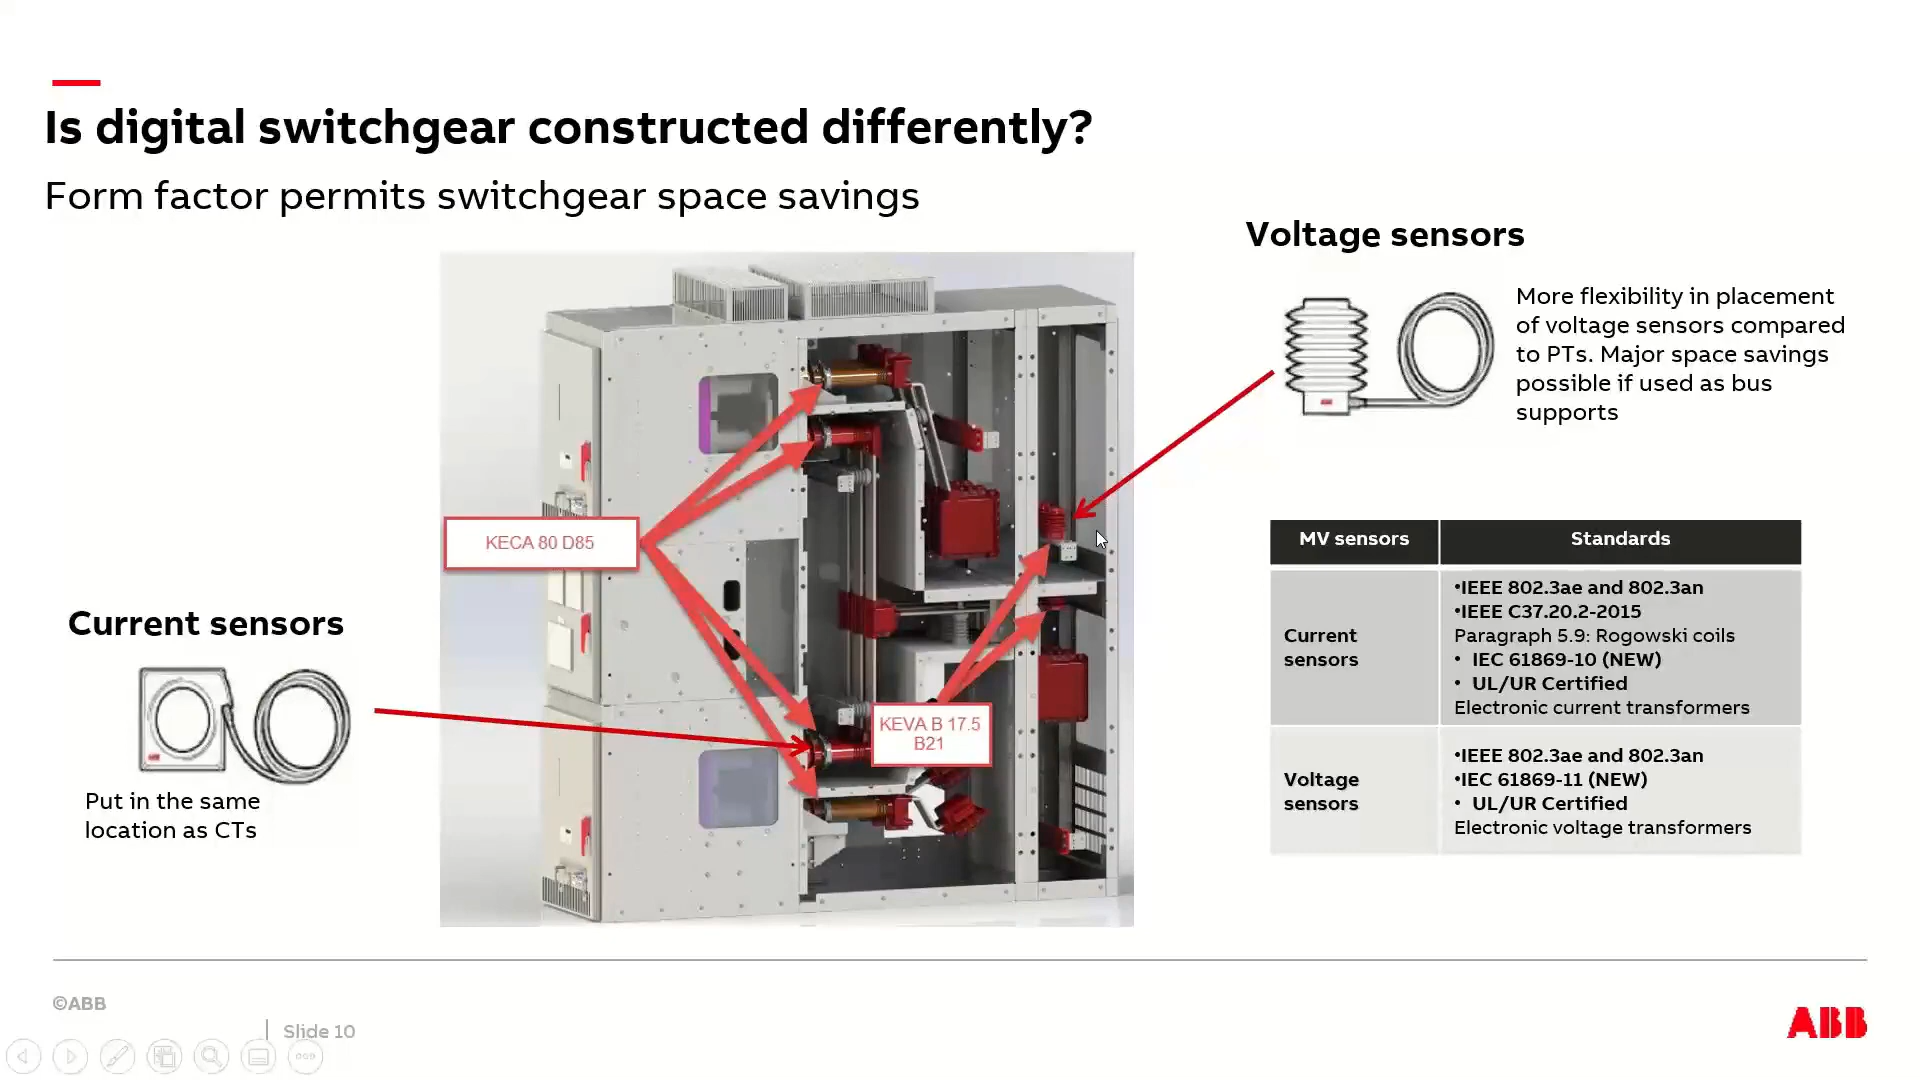 Is digital switchgear constructed differently?
Form factor permits switchgear space savings
Voltage sensors
More flexibility in placement
of voltage sensors compared
to PTs. Major space savings
possible if used as bus
supports
KECA 80 D85
KEVA B 17.5
B21
Current sensors
Put in the same
location as CTs
MV sensors
Standards
Current
sensors
•IEEE 802.3ae and 802.3an
•IEEE C37.20.2-2015
Paragraph 5.9: Rogowski coils
• IEC 61869-10 (NEW)
• UL/UR Certified
Electronic current transformers
Voltage
sensors
•IEEE 802.3ae and 802.3an
•IEC 61869-11 (NEW)
• UL/UR Certified
Electronic voltage transformers
©ABB
Slide 10
ABB